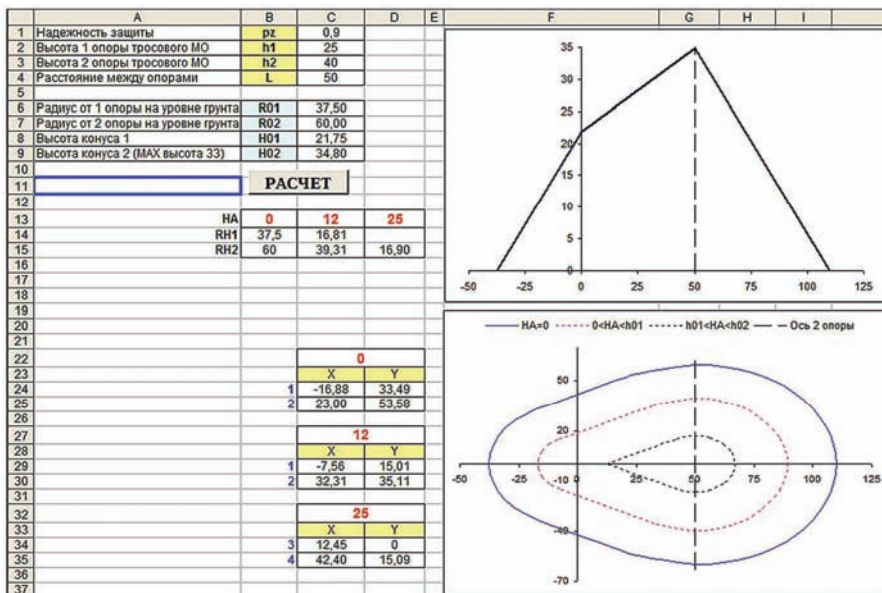 A B C D E F G H I
1 Надежность защиты pz 0,9
2 Высота 1 опоры тросового МО h1 25
3 Высота 2 опоры тросового МО h2 40
4 Расстояние между опорами L 50
5
6 Радиус от 1 опоры на уровне грунта R01 37,50
7 Радиус от 2 опоры на уровне грунта R02 60,00
8 Высота конуса 1 H01 21,75
9 Высота конуса 2 (MAX высота 33) H02 34,80
10
11 РАСЧЕТ
12
13 HA 0 12 25
14 RH1 37,5 16,81
15 RH2 60 39,31 16,90
16
17
18
19
20
21
22 0
23 X Y
24 1 -16,88 33,49
25 2 23,00 53,58
26
27 12
28 X Y
29 1 -7,56 15,01
30 2 32,31 35,11
31
32 25
33 X Y
34 3 12,45 0
35 4 42,40 15,09
36
37
35
30
25
20
15
10
5
0
-50 -25 0 25 50 75 100 125
HA=0 0<HA<h01 h01<HA<h02 Ось 2 опоры
50
20
-50 -25 -10 0 25 50 75 100 125
-40
-70